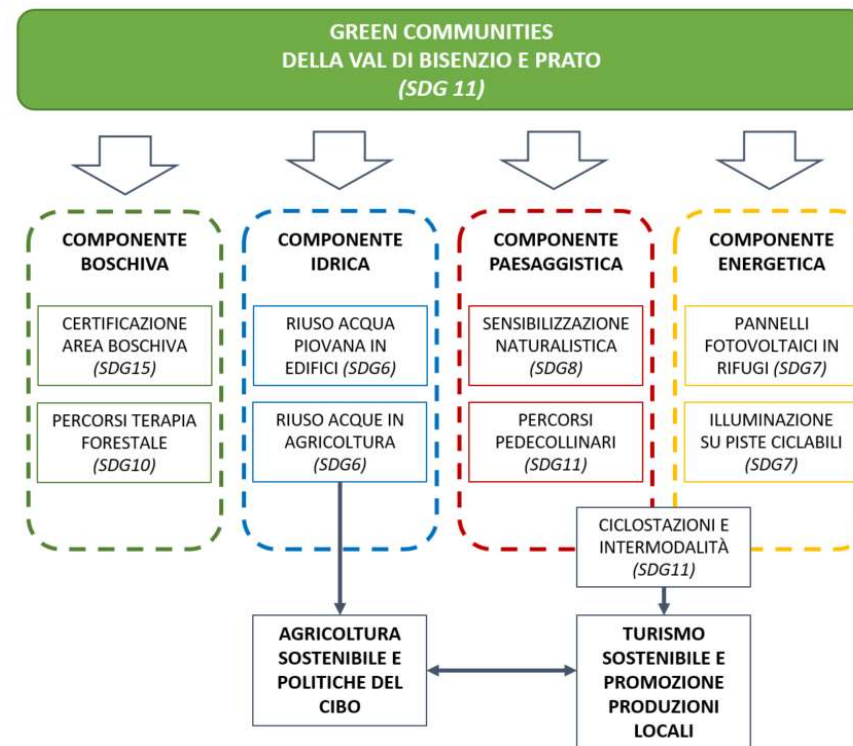 GREEN COMMUNITIES
DELLA VAL DI BISENZIO E PRATO
(SDG 11)
COMPONENTE
BOSCHIVA
CERTIFICAZIONE
AREA BOSCHIVA
(SDG15)
PERCORSI TERAPIA
FORESTALE
(SDG10)
COMPONENTE
IDRICA
RIUSO ACQUA
PIOVANA IN
EDIFICI (SDG6)
RIUSO ACQUE IN
AGRICOLTURA
(SDG6)
COMPONENTE
PAESAGGISTICA
SENSIBILIZZAZIONE
NATURALISTICA
(SDG8)
PERCORSI
PEDECOLLINARI
(SDG11)
COMPONENTE
ENERGETICA
PANNELLI
FOTOVOLTAICI IN
RIFUGI (SDG7)
ILLUMINAZIONE
SU PISTE CICLABILI
(SDG7)
CICLOSTAZIONI E
INTERMODALITÀ
(SDG11)
AGRICOLTURA
SOSTENIBILE E
POLITICHE DEL
CIBO
TURISMO
SOSTENIBILE E
PROMOZIONE
PRODUZIONI
LOCALI